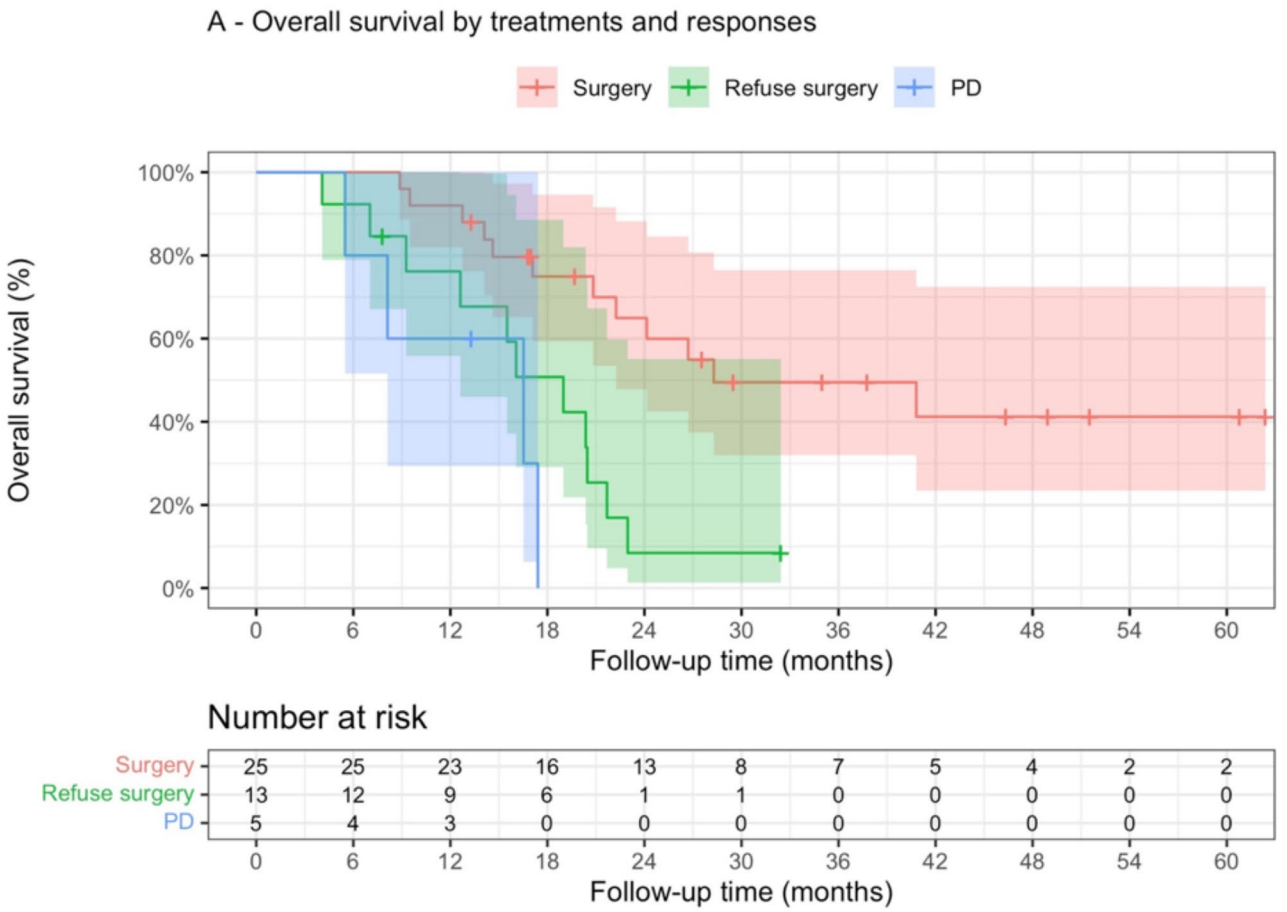 A - Overall survival by treatments and responses
Surgery Refuse surgery PD
Overall survival (%)
100%
80%
60%
40%
20%
0%
0 6 12 18 24 30 36 42 48 54 60
Follow-up time (months)
Number at risk
Surgery 25 25 23 16 13 8 7 5 4 2 2
Refuse surgery 13 12 9 6 1 1 0 0 0 0 0
PD 5 4 3 0 0 0 0 0 0 0 0
0 6 12 18 24 30 36 42 48 54 60
Follow-up time (months)